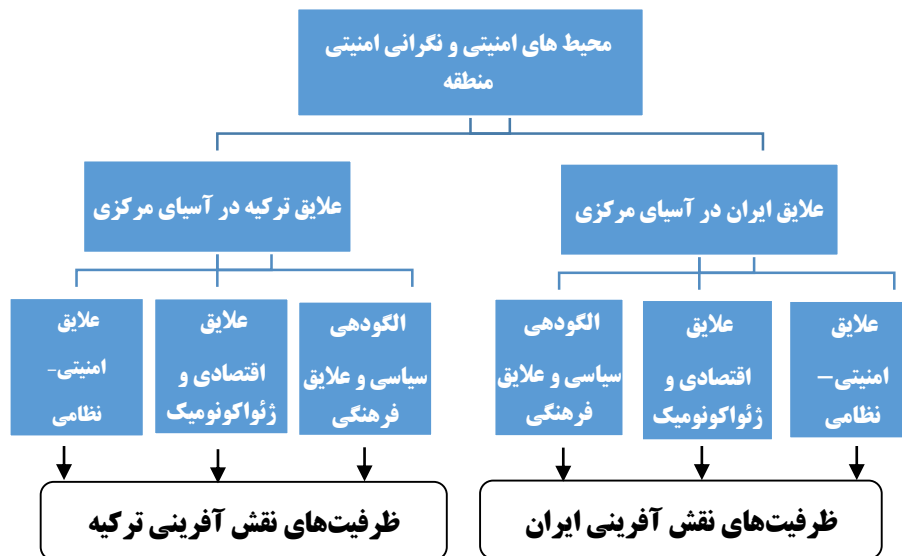 محیط های امنیتی و نگرانی امنیتی
منطقه
علایق ایران در آسیای مرکزی
علایق ترکیه در آسیای مرکزی
علایق
امنیتی–
نظامی
علایق
اقتصادی و
ژئواکونومیک
الگودهی
سیاسی و علایق
فرهنگی
الگودهی
سیاسی و علایق
فرهنگی
علایق
اقتصادی و
ژئواکونومیک
علایق
امنیتی-
نظامی
ظرفیت‌های نقش آفرینی ایران
ظرفیت‌های نقش آفرینی ترکیه